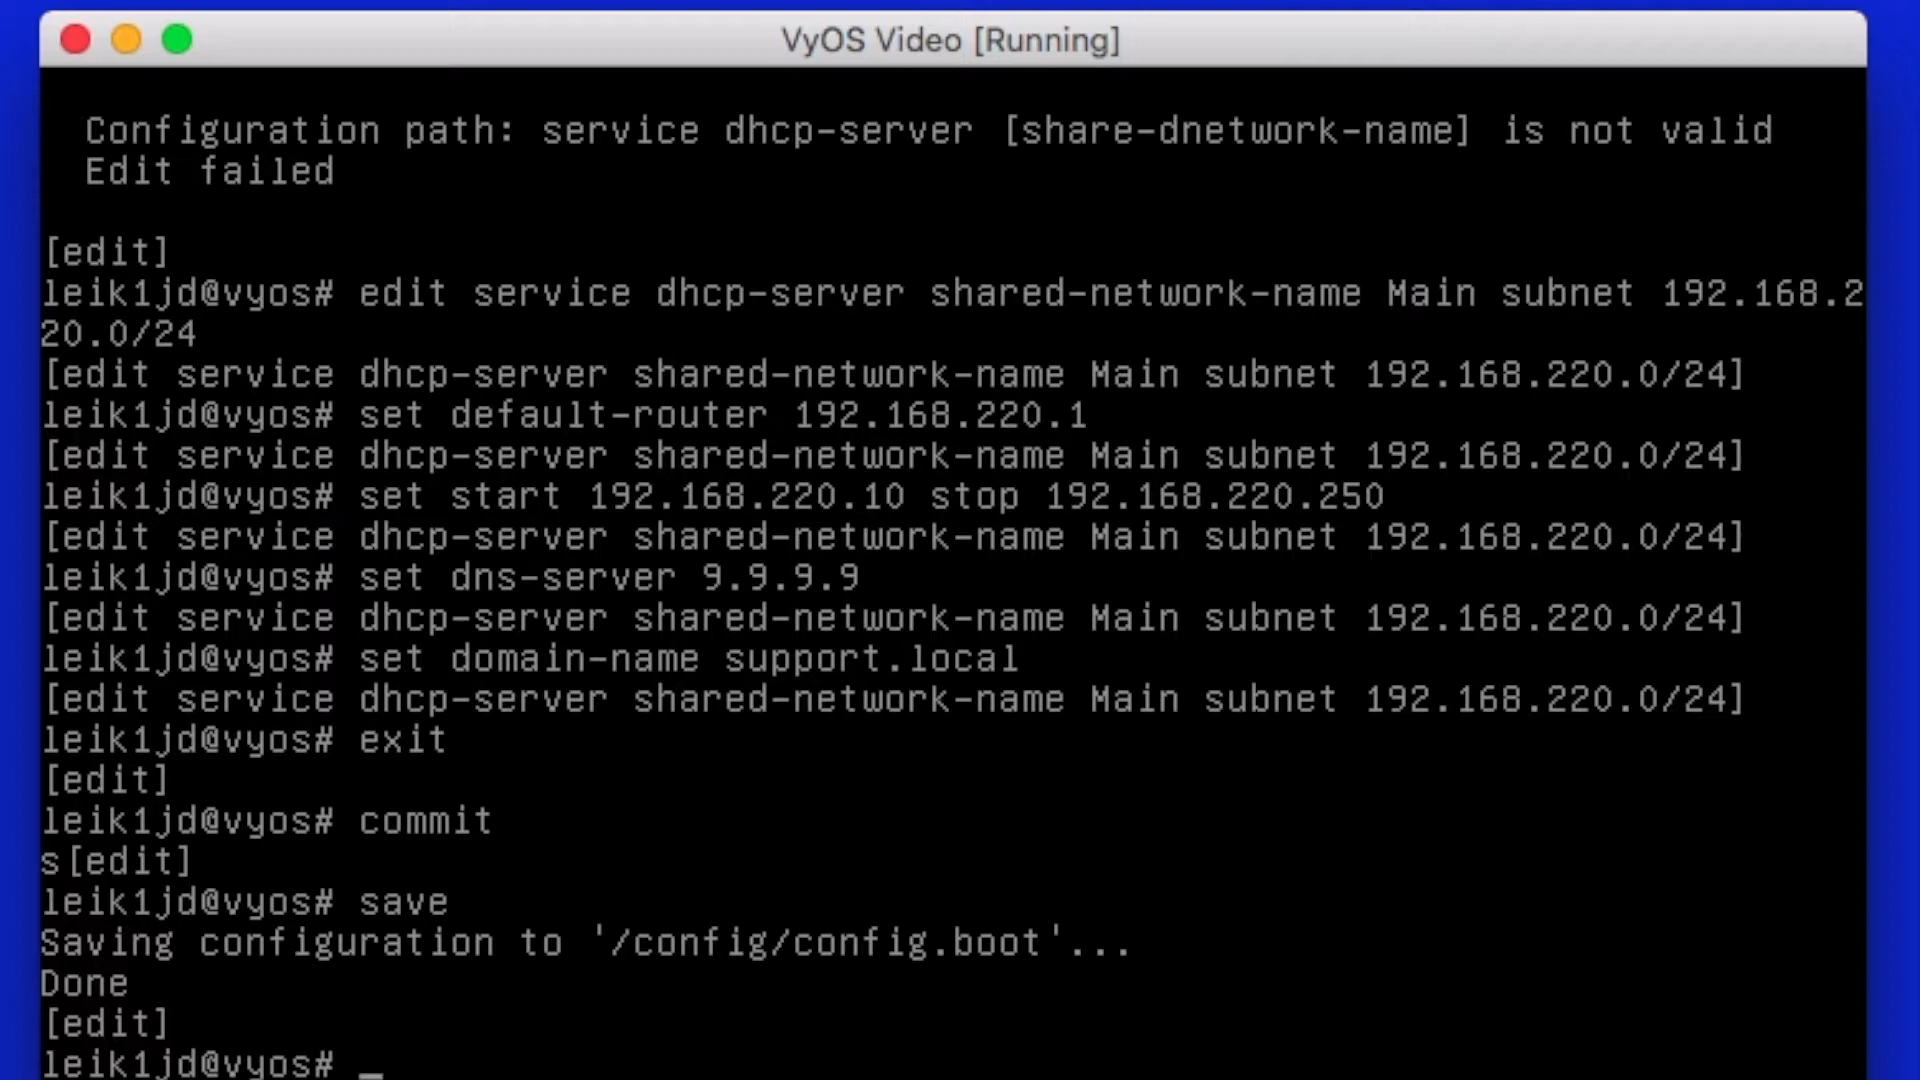 VyOS Video [Running]
Configuration path: service dhcp-server [share-dnetwork-name] is not valid
Edit failed
[edit]
leik1jd@vyos# edit service dhcp-server shared-network-name Main subnet 192.168.2
20.0/24
[edit service dhcp-server shared-network-name Main subnet 192.168.220.0/24]
leik1jd@vyos# set default-router 192.168.220.1
[edit service dhcp-server shared-network-name Main subnet 192.168.220.0/24]
leik1jd@vyos# set start 192.168.220.10 stop 192.168.220.250
[edit service dhcp-server shared-network-name Main subnet 192.168.220.0/24]
leik1jd@vyos# set dns-server 9.9.9.9
[edit service dhcp-server shared-network-name Main subnet 192.168.220.0/24]
leik1jd@vyos# set domain-name support.local
[edit service dhcp-server shared-network-name Main subnet 192.168.220.0/24]
leik1jd@vyos# exit
[edit]
leik1jd@vyos# commit
s[edit]
leik1jd@vyos# save
Saving configuration to '/config/config.boot'...
Done
[edit]
leik1jd@vyos# _